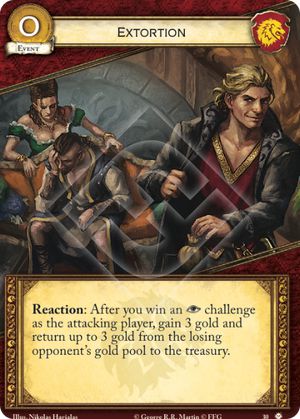 0
EXTORTION
EVENT
Reaction: After you win an challenge
as the attacking player, gain 3 gold and
return up to 3 gold from the losing
opponent's gold pool to the treasury.
Illus. Nikolas Hagialas
© George R.R. Martin © FFG